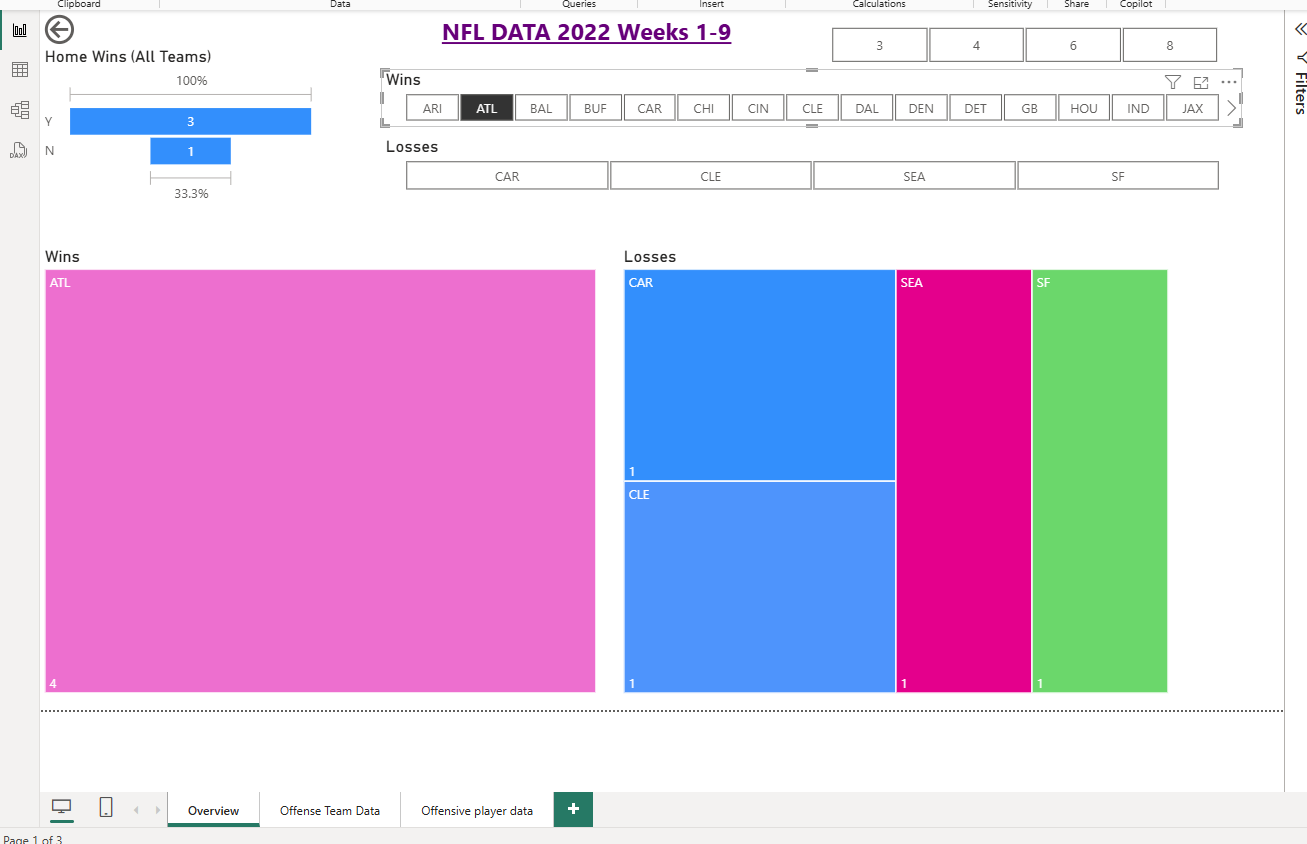 Clipboard Data Queries Insert Calculations Sensitivity Share Copilot
NFL DATA 2022 Weeks 1-9
3 4 6 8
Home Wins (All Teams)
100%
Y 3
N 1
33.3%
Wins
ARI ATL BAL BUF CAR CHI CIN CLE DAL DEN DET GB HOU IND JAX
Losses
CAR CLE SEA SF
Filters
DAX
Wins
ATL
4
Losses
CAR
1
CLE
1
SEA
1
SF
1
Overview Offense Team Data Offensive player data +
Page 1 of 3